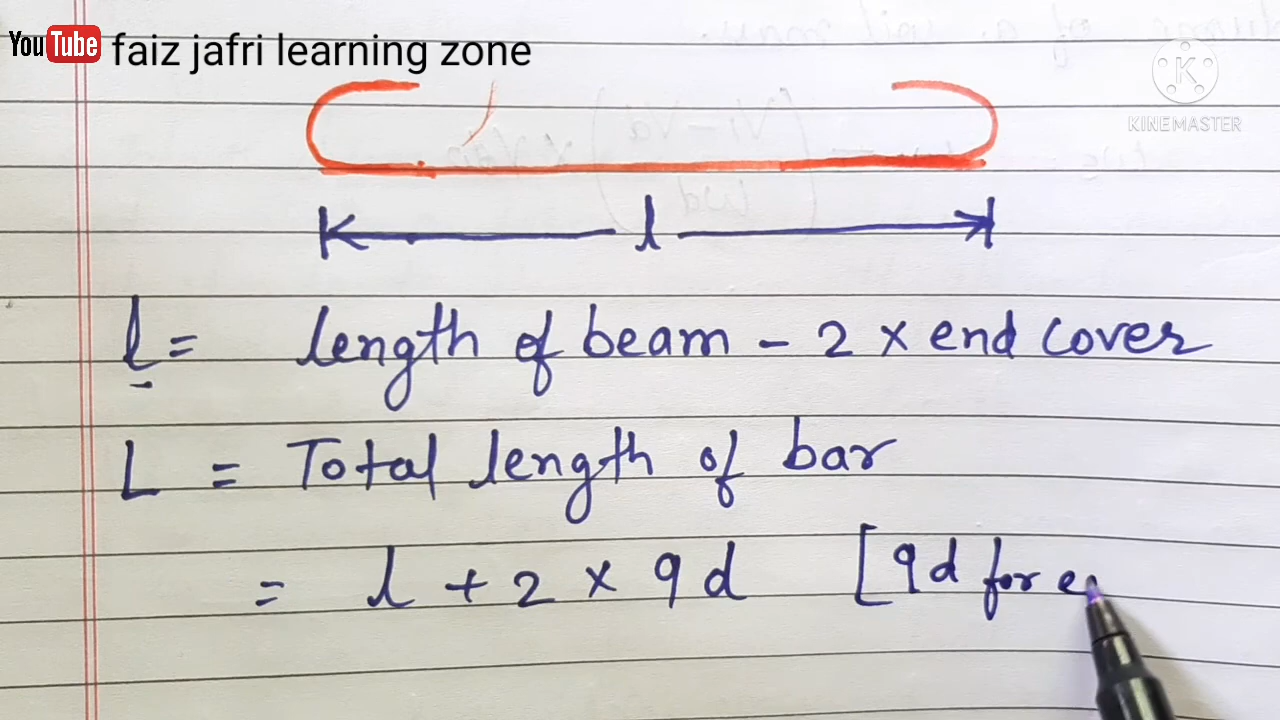 YouTube faiz jafri learning zone
KINEMASTER
l
l = length of beam - 2 x end cover
L = Total length of bar
= l + 2 x 9d [9d for e